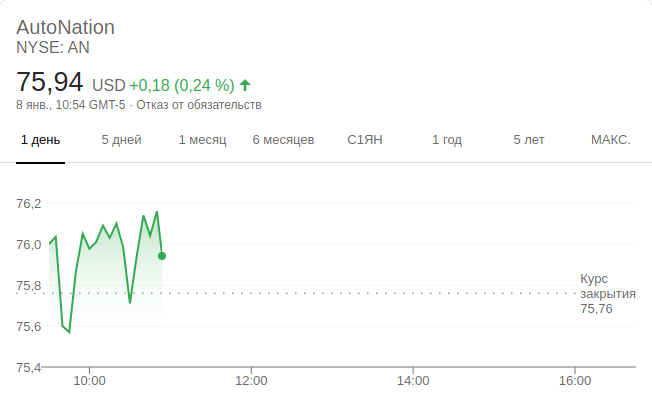 AutoNation
NYSE: AN
75,94 USD +0,18 (0,24 %)
8 янв., 10:54 GMT-5 · Отказ от обязательств
1 день 5 дней 1 месяц 6 месяцев С1ЯН 1 год 5 лет МАКС.
76,2
76,0
75,8
75,6
75,4
Курс
закрытия
75,76
10:00 12:00 14:00 16:00